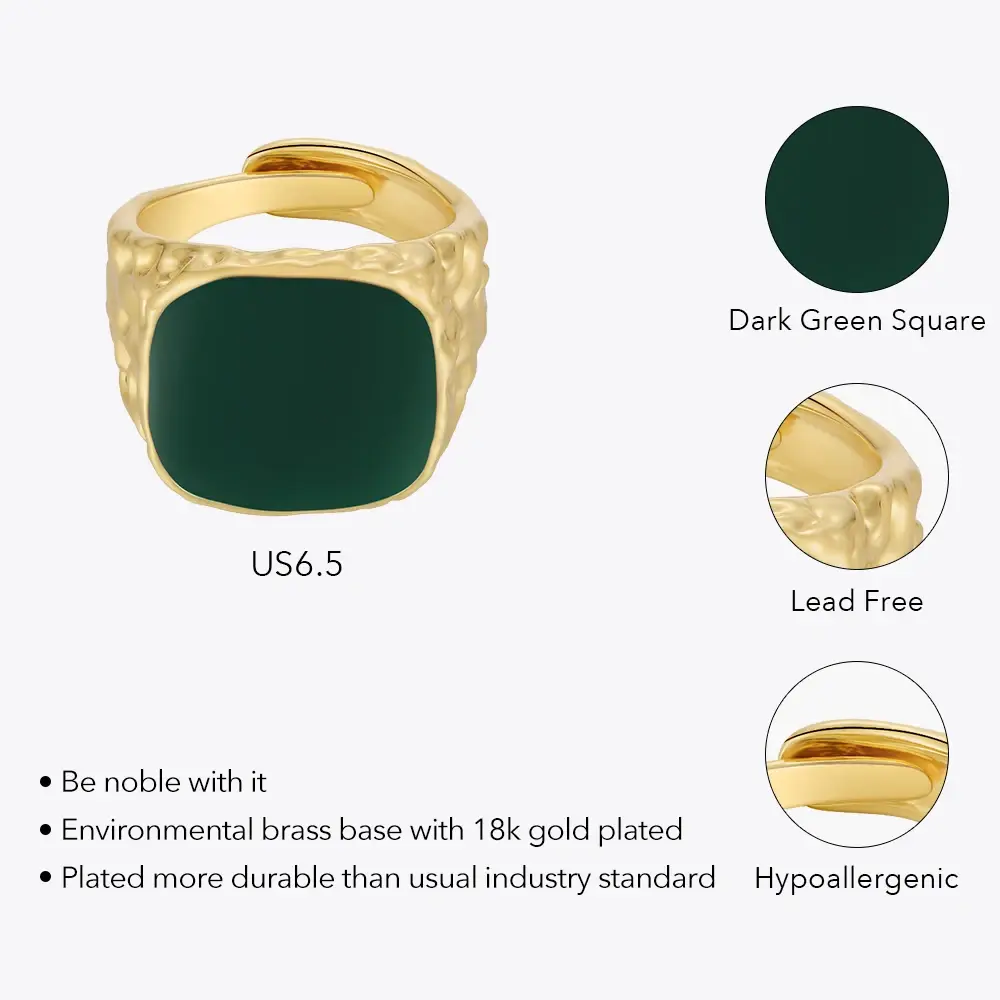 Dark Green Square
US6.5
Lead Free
• Be noble with it
• Environmental brass base with 18k gold plated
• Plated more durable than usual industry standard
Hypoallergenic